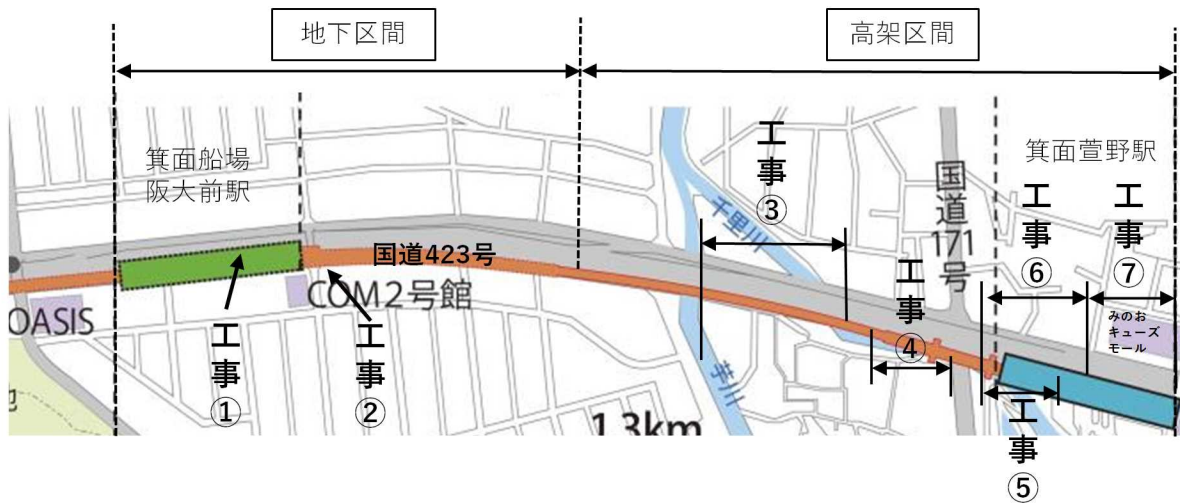 地下区間
高架区間
箕面船場
阪大前駅
工事③
千里川
国道171号
箕面萱野駅
工事⑥
工事⑦
国道423号
みのお
キューズ
モール
OASIS
COM2号館
工事①
工事②
工事④
芋川
1.3km
工事⑤